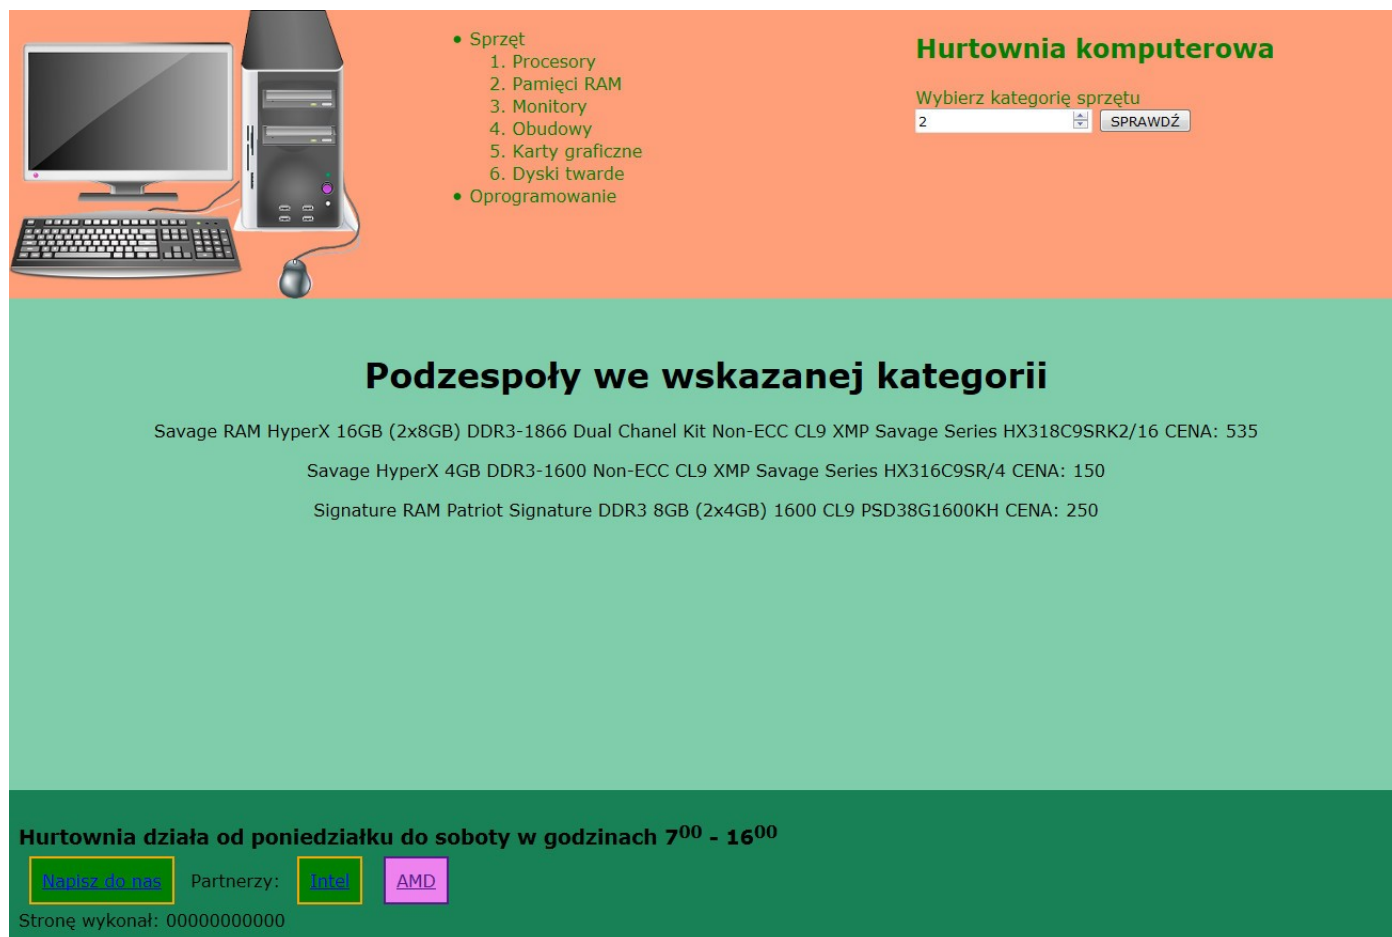 • Sprzęt
1. Procesory
2. Pamięci RAM
3. Monitory
4. Obudowy
5. Karty graficzne
6. Dyski twarde
• Oprogramowanie
Hurtownia komputerowa
Wybierz kategorię sprzętu
2 SPRAWDŹ
Podzespoły we wskazanej kategorii
Savage RAM HyperX 16GB (2x8GB) DDR3-1866 Dual Chanel Kit Non-ECC CL9 XMP Savage Series HX318C9SRK2/16 CENA: 535
Savage HyperX 4GB DDR3-1600 Non-ECC CL9 XMP Savage Series HX316C9SR/4 CENA: 150
Signature RAM Patriot Signature DDR3 8GB (2x4GB) 1600 CL9 PSD38G1600KH CENA: 250
Hurtownia działa od poniedziałku do soboty w godzinach 7⁰⁰ - 16⁰⁰
Napisz do nas Partnerzy: Intel AMD
Stronę wykonał: 00000000000